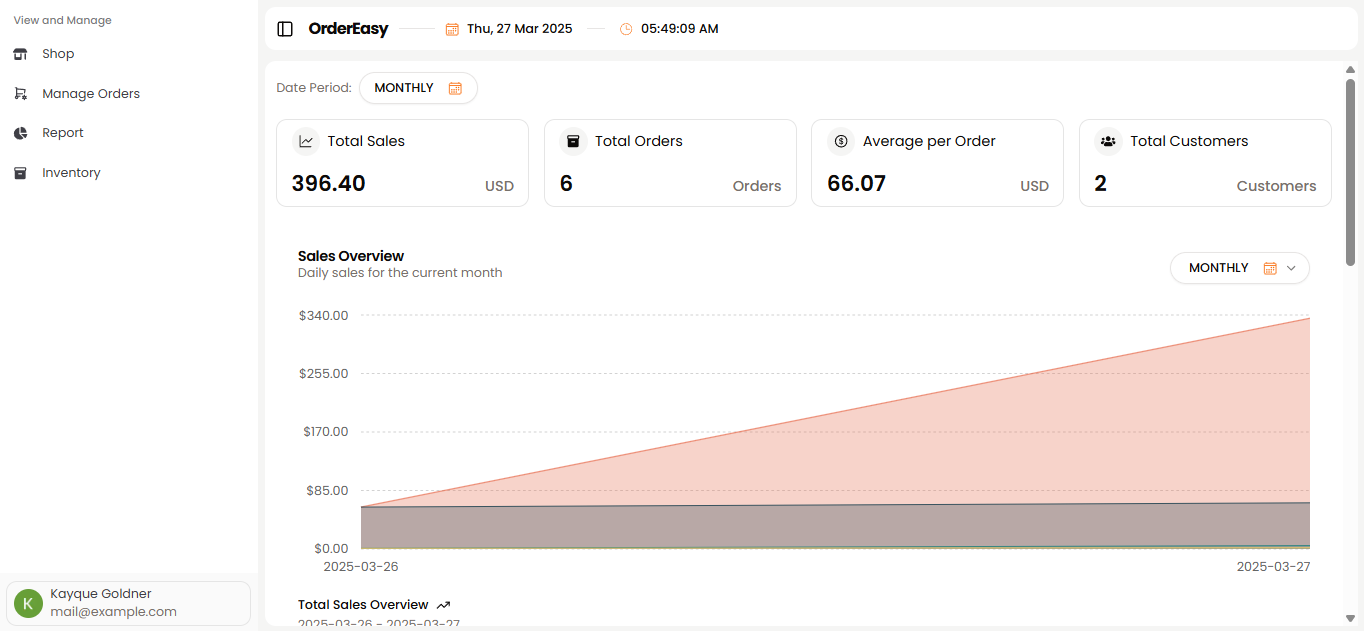 View and Manage
Shop
Manage Orders
Report
Inventory
K
Kayque Goldner
mail@example.com
OrderEasy Thu, 27 Mar 2025 05:49:09 AM
Date Period: MONTHLY
Total Sales
396.40 USD
Total Orders
6 Orders
Average per Order
66.07 USD
Total Customers
2 Customers
Sales Overview
Daily sales for the current month
MONTHLY
$340.00
$255.00
$170.00
$85.00
$0.00
2025-03-26 2025-03-27
Total Sales Overview
2025-03-26 - 2025-03-27